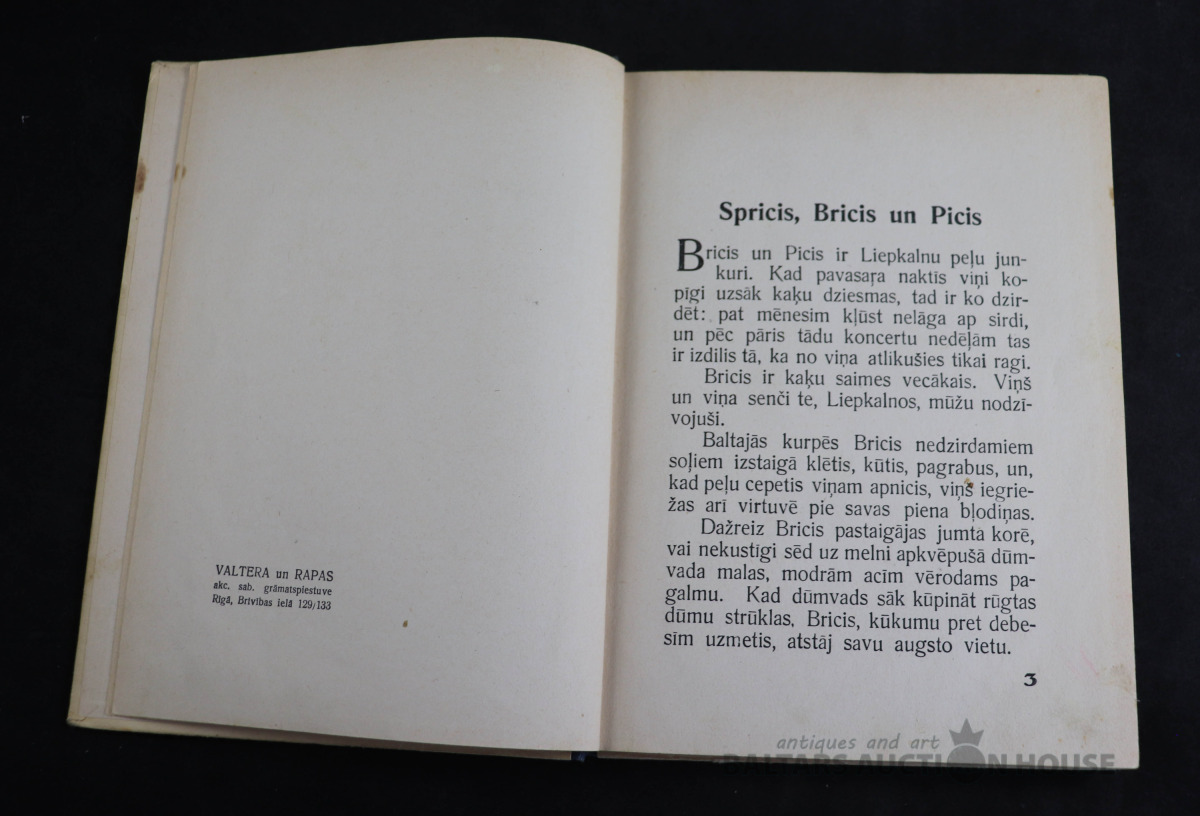 VALTERA un RAPAS
akc. sab. grāmatspiestuve
Rīgā, Brīvības ielā 129/133
Spricis, Bricis un Picis
Bricis un Picis ir Liepkalnu peļu jun-
kuri. Kad pavasaŗa naktīs viņi ko-
pīgi uzsāk kaķu dziesmas, tad ir ko dzir-
dēt: pat mēnesim kļūst nelāga ap sirdi,
un pēc pāris tādu koncertu nedēļām tas
ir izdilis tā, ka no viņa atlikušies tikai ragi.
Bricis ir kaķu saimes vecākais. Viņš
un viņa senči te, Liepkalnos, mūžu nodzī-
vojuši.
Baltajās kurpēs Bricis nedzirdamiem
soļiem izstaigā klētis, kūtis, pagrabus, un,
kad peļu cepetis viņam apnicis, viņš iegrie-
žas arī virtuvē pie savas piena bļodiņas.
Dažreiz Bricis pastaigājas jumta korē,
vai nekustīgi sēd uz melni apkvēpušā dūm-
vada malas, modrām acīm vērodams pa-
galmu. Kad dūmvads sāk kūpināt rūgtas
dūmu strūklas, Bricis, kūkumu pret debe-
sīm uzmetis, atstāj savu augsto vietu.
3
antiques and art
BALTARS AUCTION HOUSE